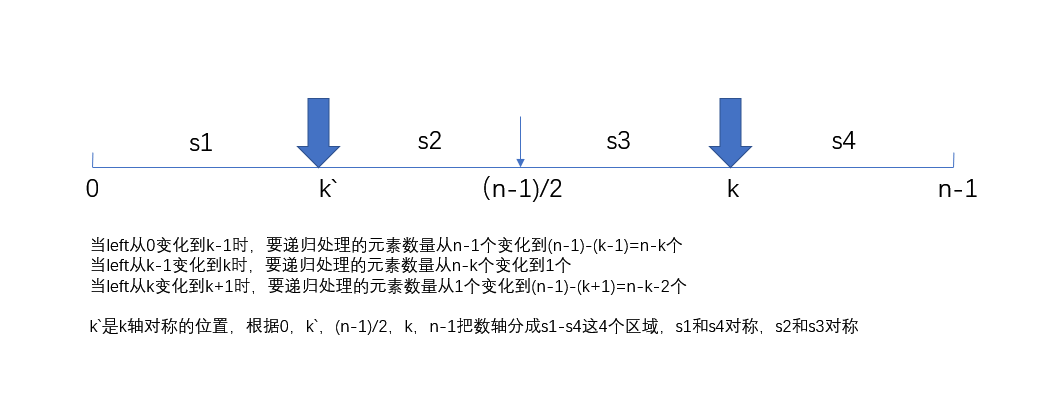 s1 s2 s3 s4
0 k` (n-1)/2 k n-1
当left从0变化到k-1时，要递归处理的元素数量从n-1个变化到(n-1)-(k-1)=n-k个
当left从k-1变化到k时，要递归处理的元素数量从n-k个变化到1个
当left从k变化到k+1时，要递归处理的元素数量从1个变化到(n-1)-(k+1)=n-k-2个
k`是k轴对称的位置，根据0，k`，(n-1)/2，k，n-1把数轴分成s1-s4这4个区域，s1和s4对称，s2和s3对称